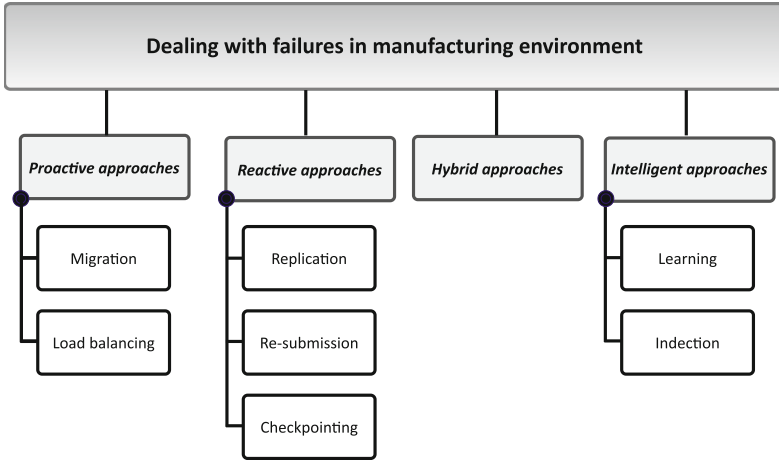 Dealing with failures in manufacturing environment
Proactive approaches
Reactive approaches
Hybrid approaches
Intelligent approaches
Migration
Replication
Learning
Load balancing
Re-submission
Indection
Checkpointing